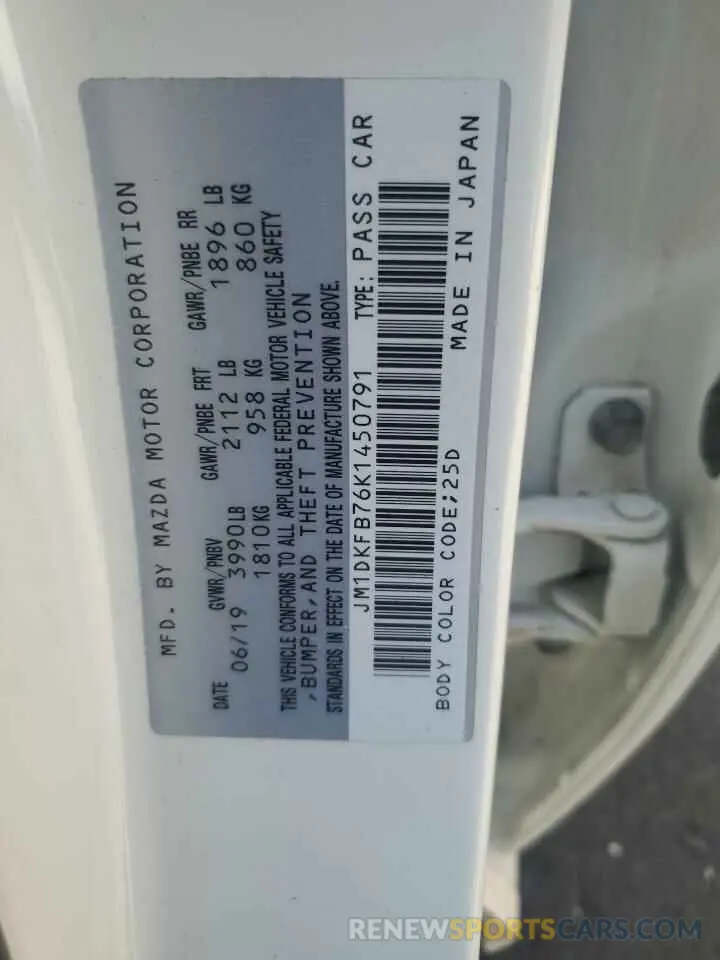 MFD. BY MAZDA MOTOR CORPORATION
DATE GVWR/PNBV GAWR/PNBE FRT GAWR/PNBE RR
06/19 3990LB 2112 LB 1896 LB
1810KG 958 KG 860 KG
THIS VEHICLE CONFORMS TO ALL APPLICABLE FEDERAL MOTOR VEHICLE SAFETY
,BUMPER,AND THEFT PREVENTION
STANDARDS IN EFFECT ON THE DATE OF MANUFACTURE SHOWN ABOVE.
JM1DKFB76K1450791 TYPE: PASS CAR
BODY COLOR CODE;25D MADE IN JAPAN
RENEWSPORTSCARS.COM